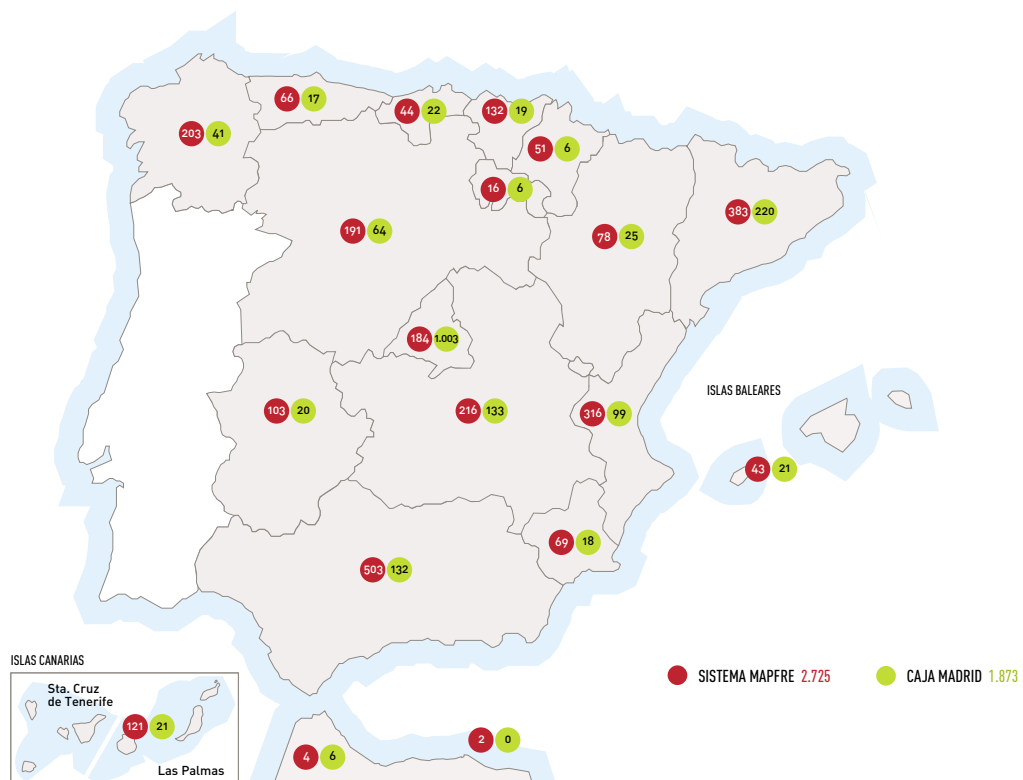 66 17
44 22
132 19
203 41
51 6
16 6
383 220
191 64
78 25
184 1.003
ISLAS BALEARES
103 20
216 133
316 99
43 21
69 18
503 132
ISLAS CANARIAS
SISTEMA MAPFRE 2.725
CAJA MADRID 1.873
Sta. Cruz
de Tenerife
121 21
2 0
4 6
Las Palmas